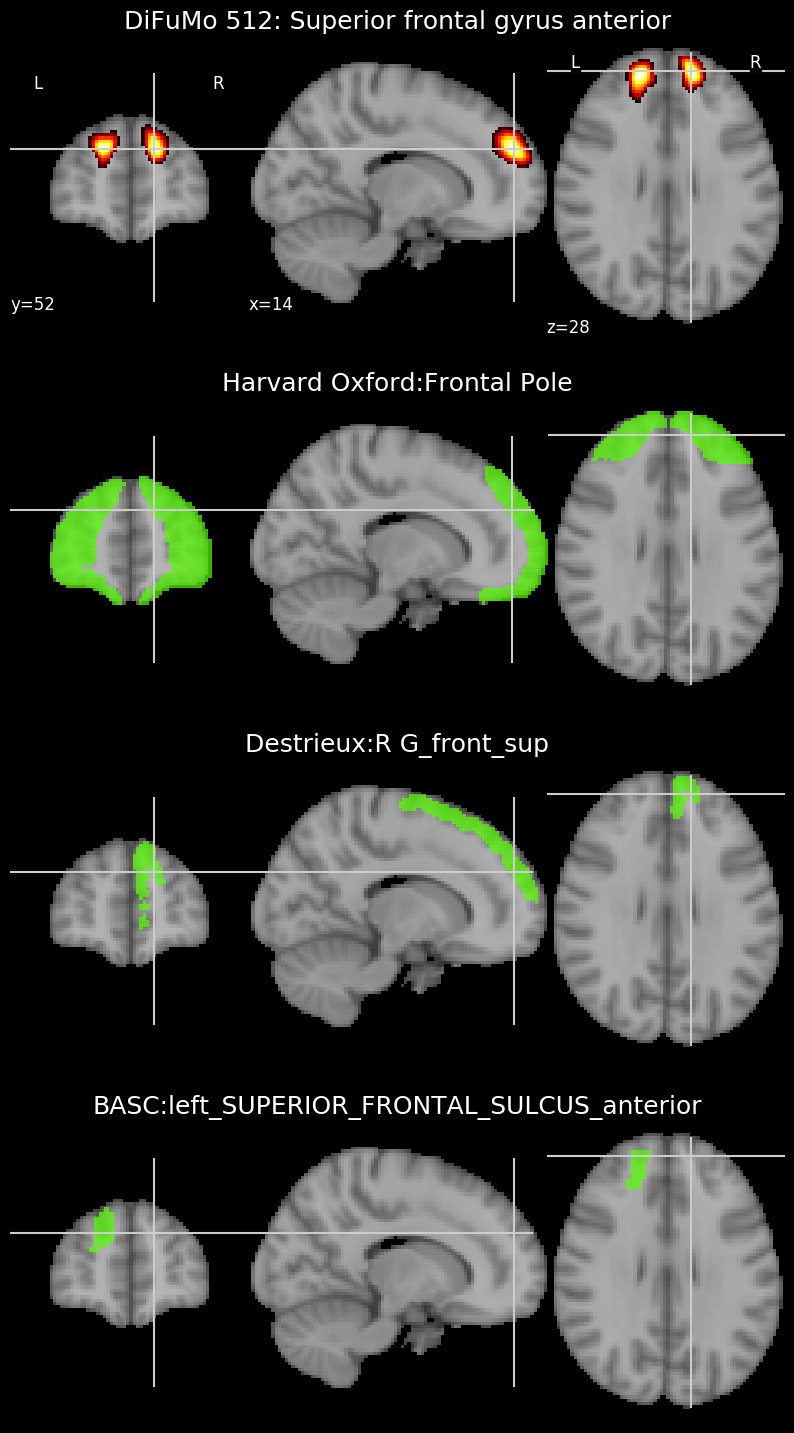 DiFuMo 512: Superior frontal gyrus anterior
L R
L R
y=52
x=14
z=28
Harvard Oxford:Frontal Pole
Destrieux:R G_front_sup
BASC:left_SUPERIOR_FRONTAL_SULCUS_anterior